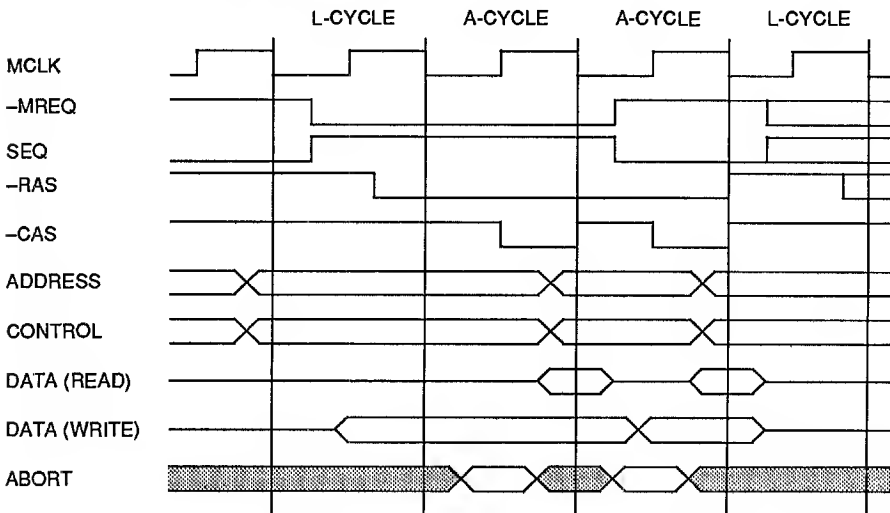 L-CYCLE A-CYCLE A-CYCLE L-CYCLE
MCLK
–MREQ
SEQ
–RAS
–CAS
ADDRESS
CONTROL
DATA (READ)
DATA (WRITE)
ABORT